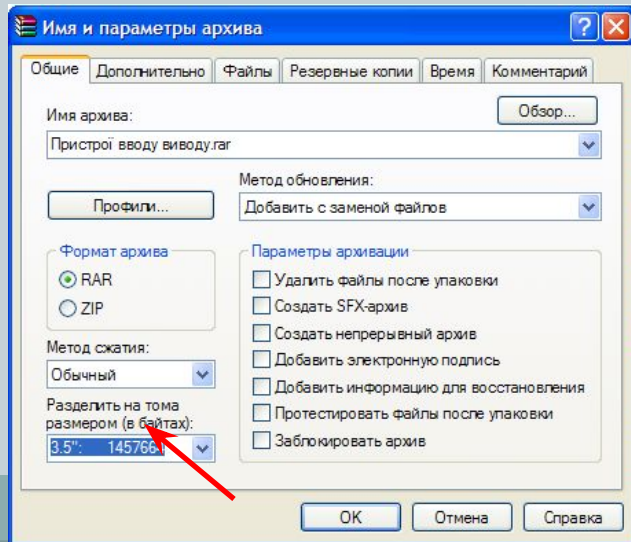 Имя и параметры архива
Общие Дополнительно Файлы Резервные копии Время Комментарий
Имя архива:
Обзор...
Пристрої вводу виводу.rar
Метод обновления:
Профили...
Добавить с заменой файлов
Формат архива
RAR
ZIP
Метод сжатия:
Обычный
Разделить на тома
размером (в байтах):
3.5":
Параметры архивации
Удалить файлы после упаковки
Создать SFX-архив
Создать непрерывный архив
Добавить электронную подпись
Добавить информацию для восстановления
Протестировать файлы после упаковки
Заблокировать архив
OK Отмена Справка